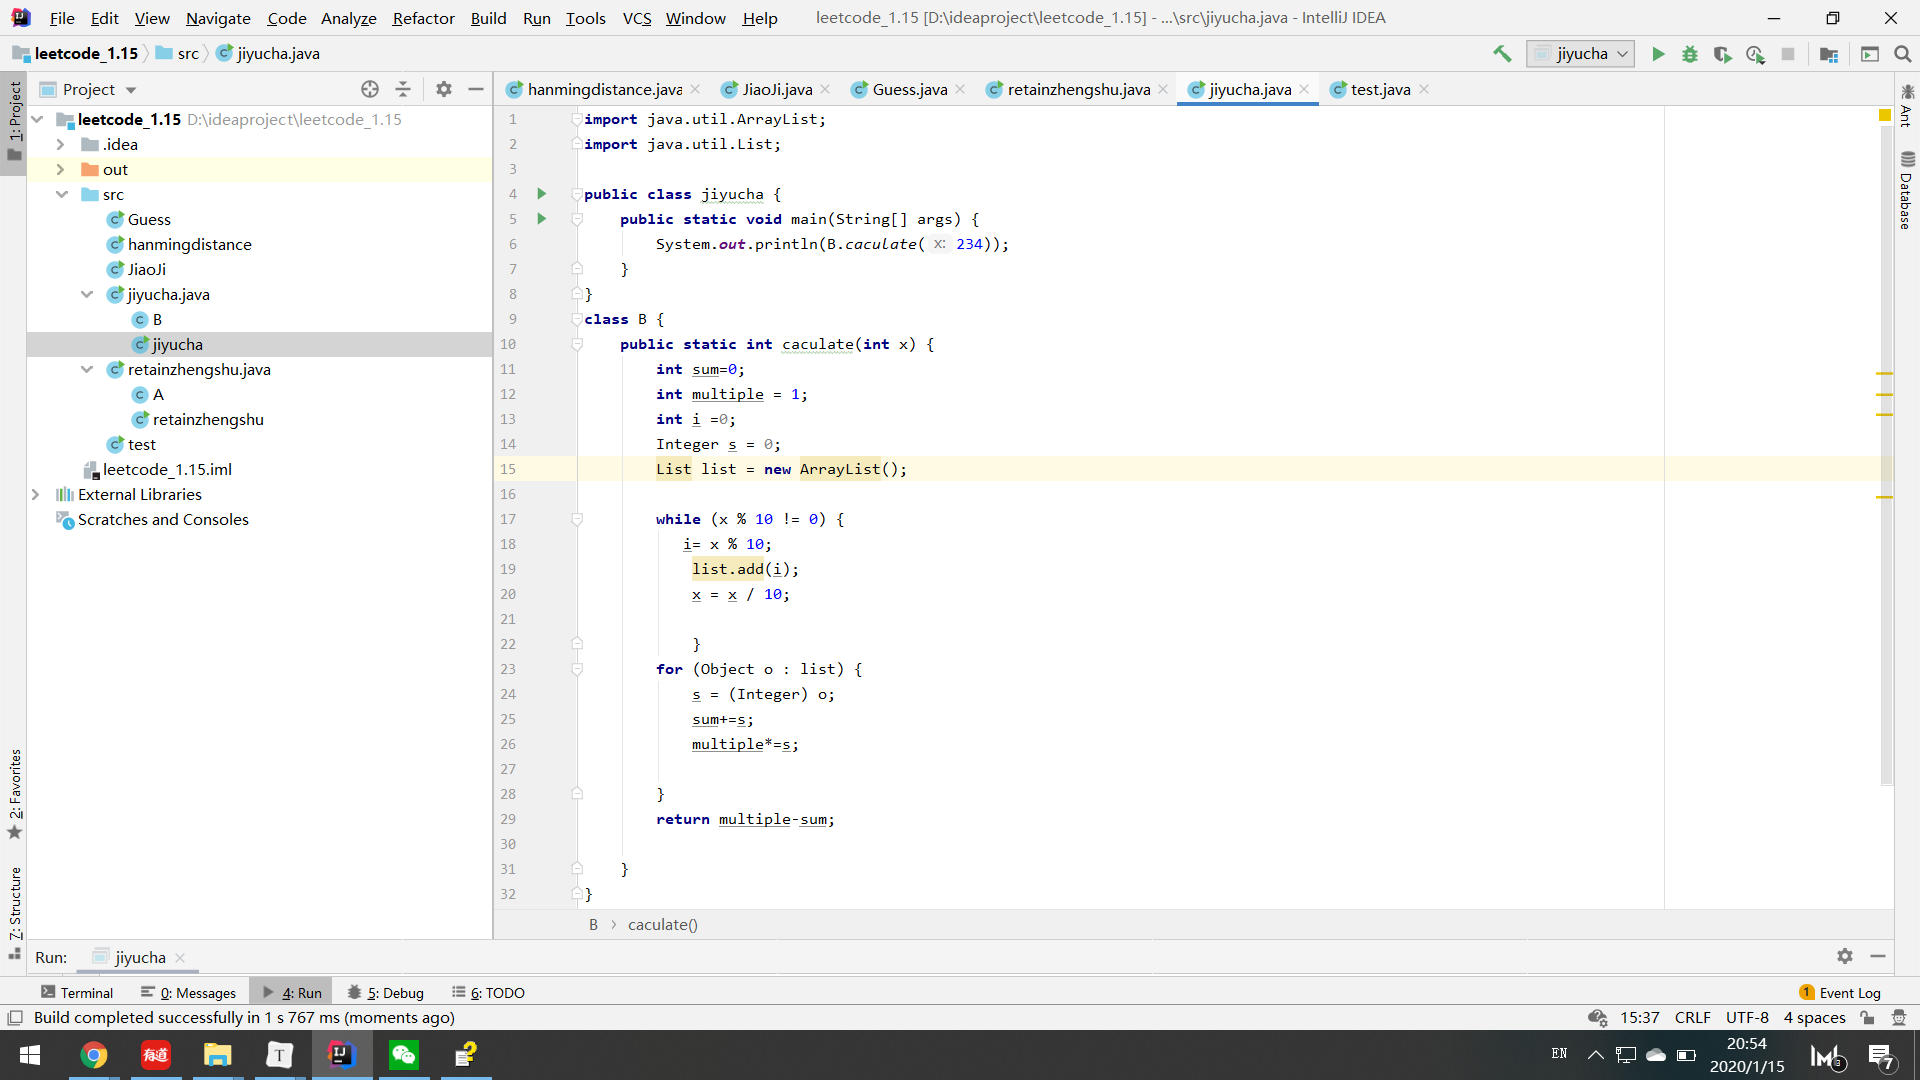 File Edit View Navigate Code Analyze Refactor Build Run Tools VCS Window Help leetcode_1.15 [D:\ideaproject\leetcode_1.15] - ...\src\jiyucha.java - IntelliJ IDEA
leetcode_1.15 src jiyucha.java jiyucha
Project hanmingdistance.java JiaoJi.java Guess.java retainzhengshu.java jiyucha.java test.java
1: Project
2: Favorites
7: Structure
Ant
Database
leetcode_1.15 D:\ideaproject\leetcode_1.15
.idea
out
src
Guess
hanmingdistance
JiaoJi
jiyucha.java
B
jiyucha
retainzhengshu.java
A
retainzhengshu
test
leetcode_1.15.iml
External Libraries
Scratches and Consoles
1 import java.util.ArrayList;
2 import java.util.List;
3
4 public class jiyucha {
5 public static void main(String[] args) {
6 System.out.println(B.caculate( x: 234));
7 }
8 }
9 class B {
10 public static int caculate(int x) {
11 int sum=0;
12 int multiple = 1;
13 int i =0;
14 Integer s = 0;
15 List list = new ArrayList();
16
17 while (x % 10 != 0) {
18 i= x % 10;
19 list.add(i);
20 x = x / 10;
21
22 }
23 for (Object o : list) {
24 s = (Integer) o;
25 sum+=s;
26 multiple*=s;
27
28 }
29 return multiple-sum;
30
31 }
32 }
B › caculate()
Run: jiyucha
Terminal 0: Messages 4: Run 5: Debug 6: TODO 1 Event Log
Build completed successfully in 1 s 767 ms (moments ago) 15:37 CRLF UTF-8 4 spaces
有道 T IJ EN 20:54
2020/1/15 3 7